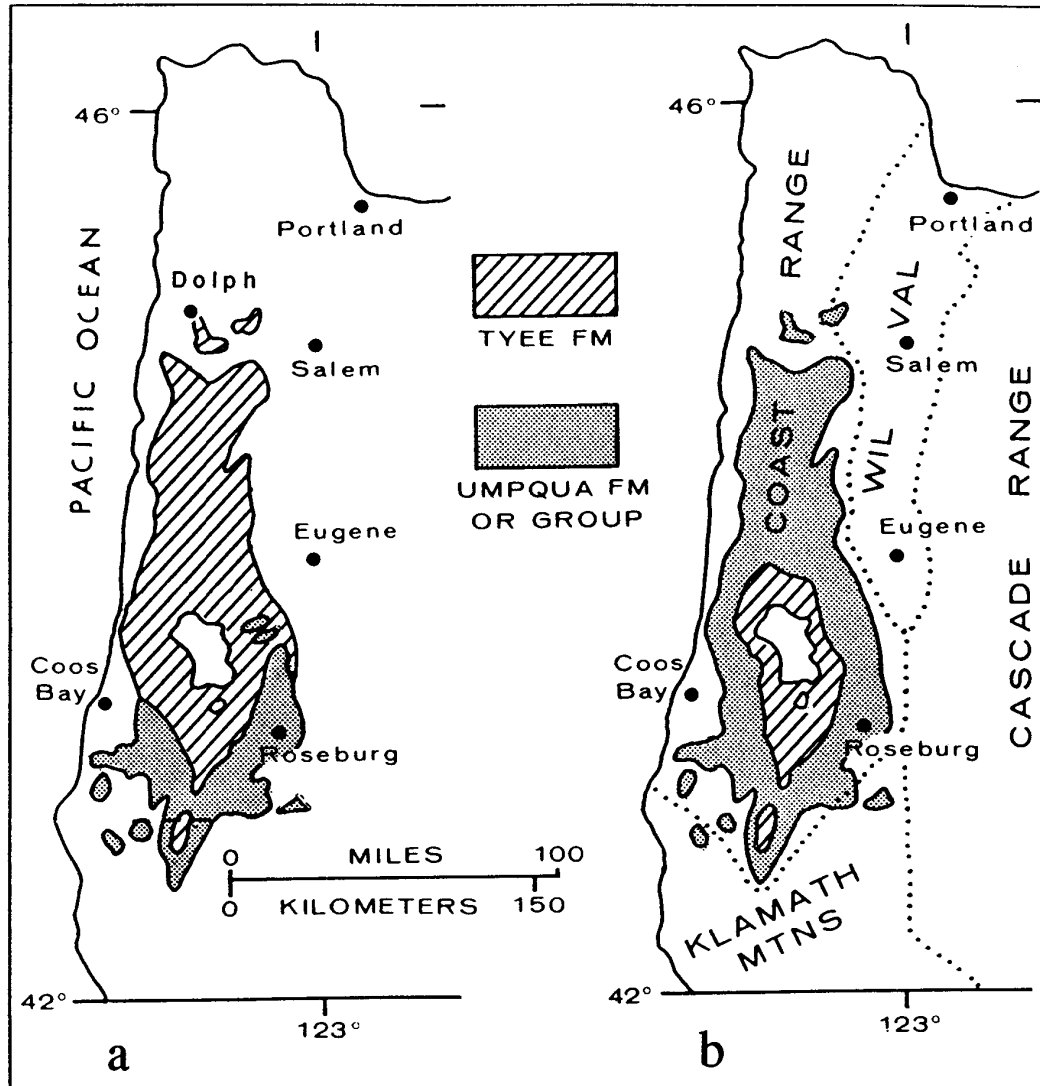 46°
Portland
Dolph
Salem
PACIFIC OCEAN
Eugene
Coos
Bay
Roseburg
0 MILES 100
0 KILOMETERS 150
42°
123°
a
TYEE FM
UMPQUA FM
OR GROUP
46°
COAST RANGE
Portland
WIL VAL
Salem
Eugene
CASCADE RANGE
Coos
Bay
Roseburg
KLAMATH
MTNS
42°
123°
b